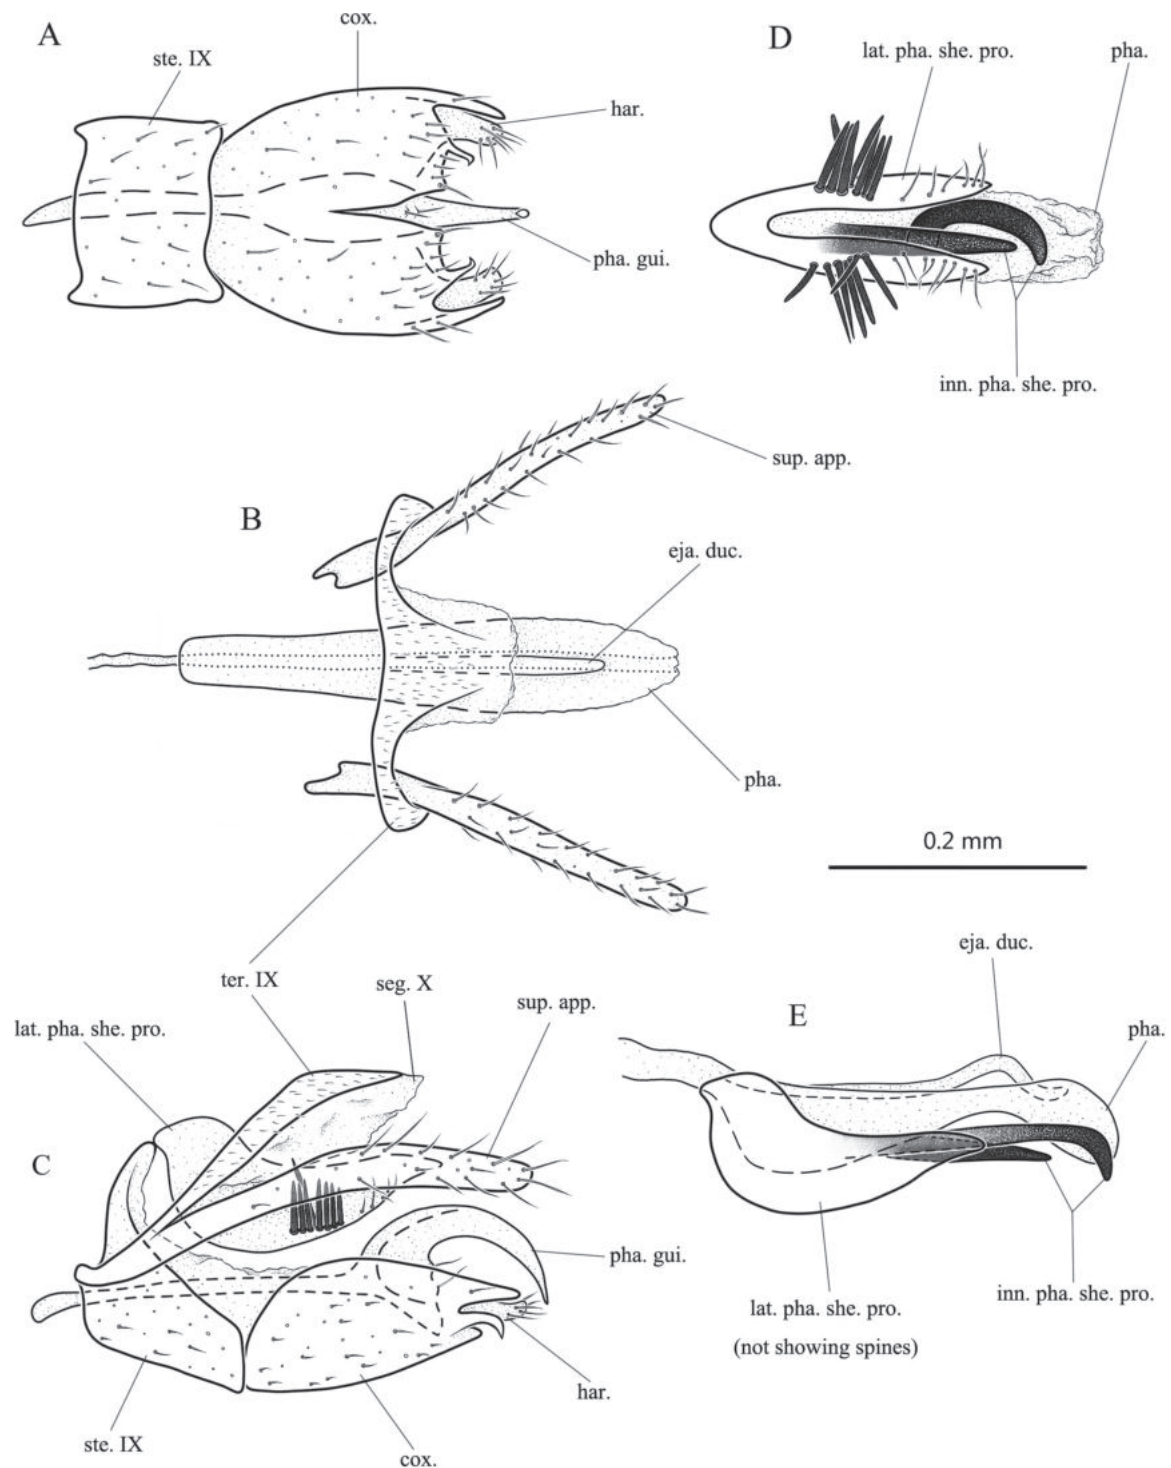 A
cox.
ste. IX
har.
pha. gui.
D
lat. pha. she. pro.
pha.
inn. pha. she. pro.
B
sup. app.
eja. duc.
pha.
0.2 mm
ter. IX
seg. X
sup. app.
lat. pha. she. pro.
C
pha. gui.
har.
ste. IX
cox.
eja. duc.
E
pha.
inn. pha. she. pro.
lat. pha. she. pro.
(not showing spines)